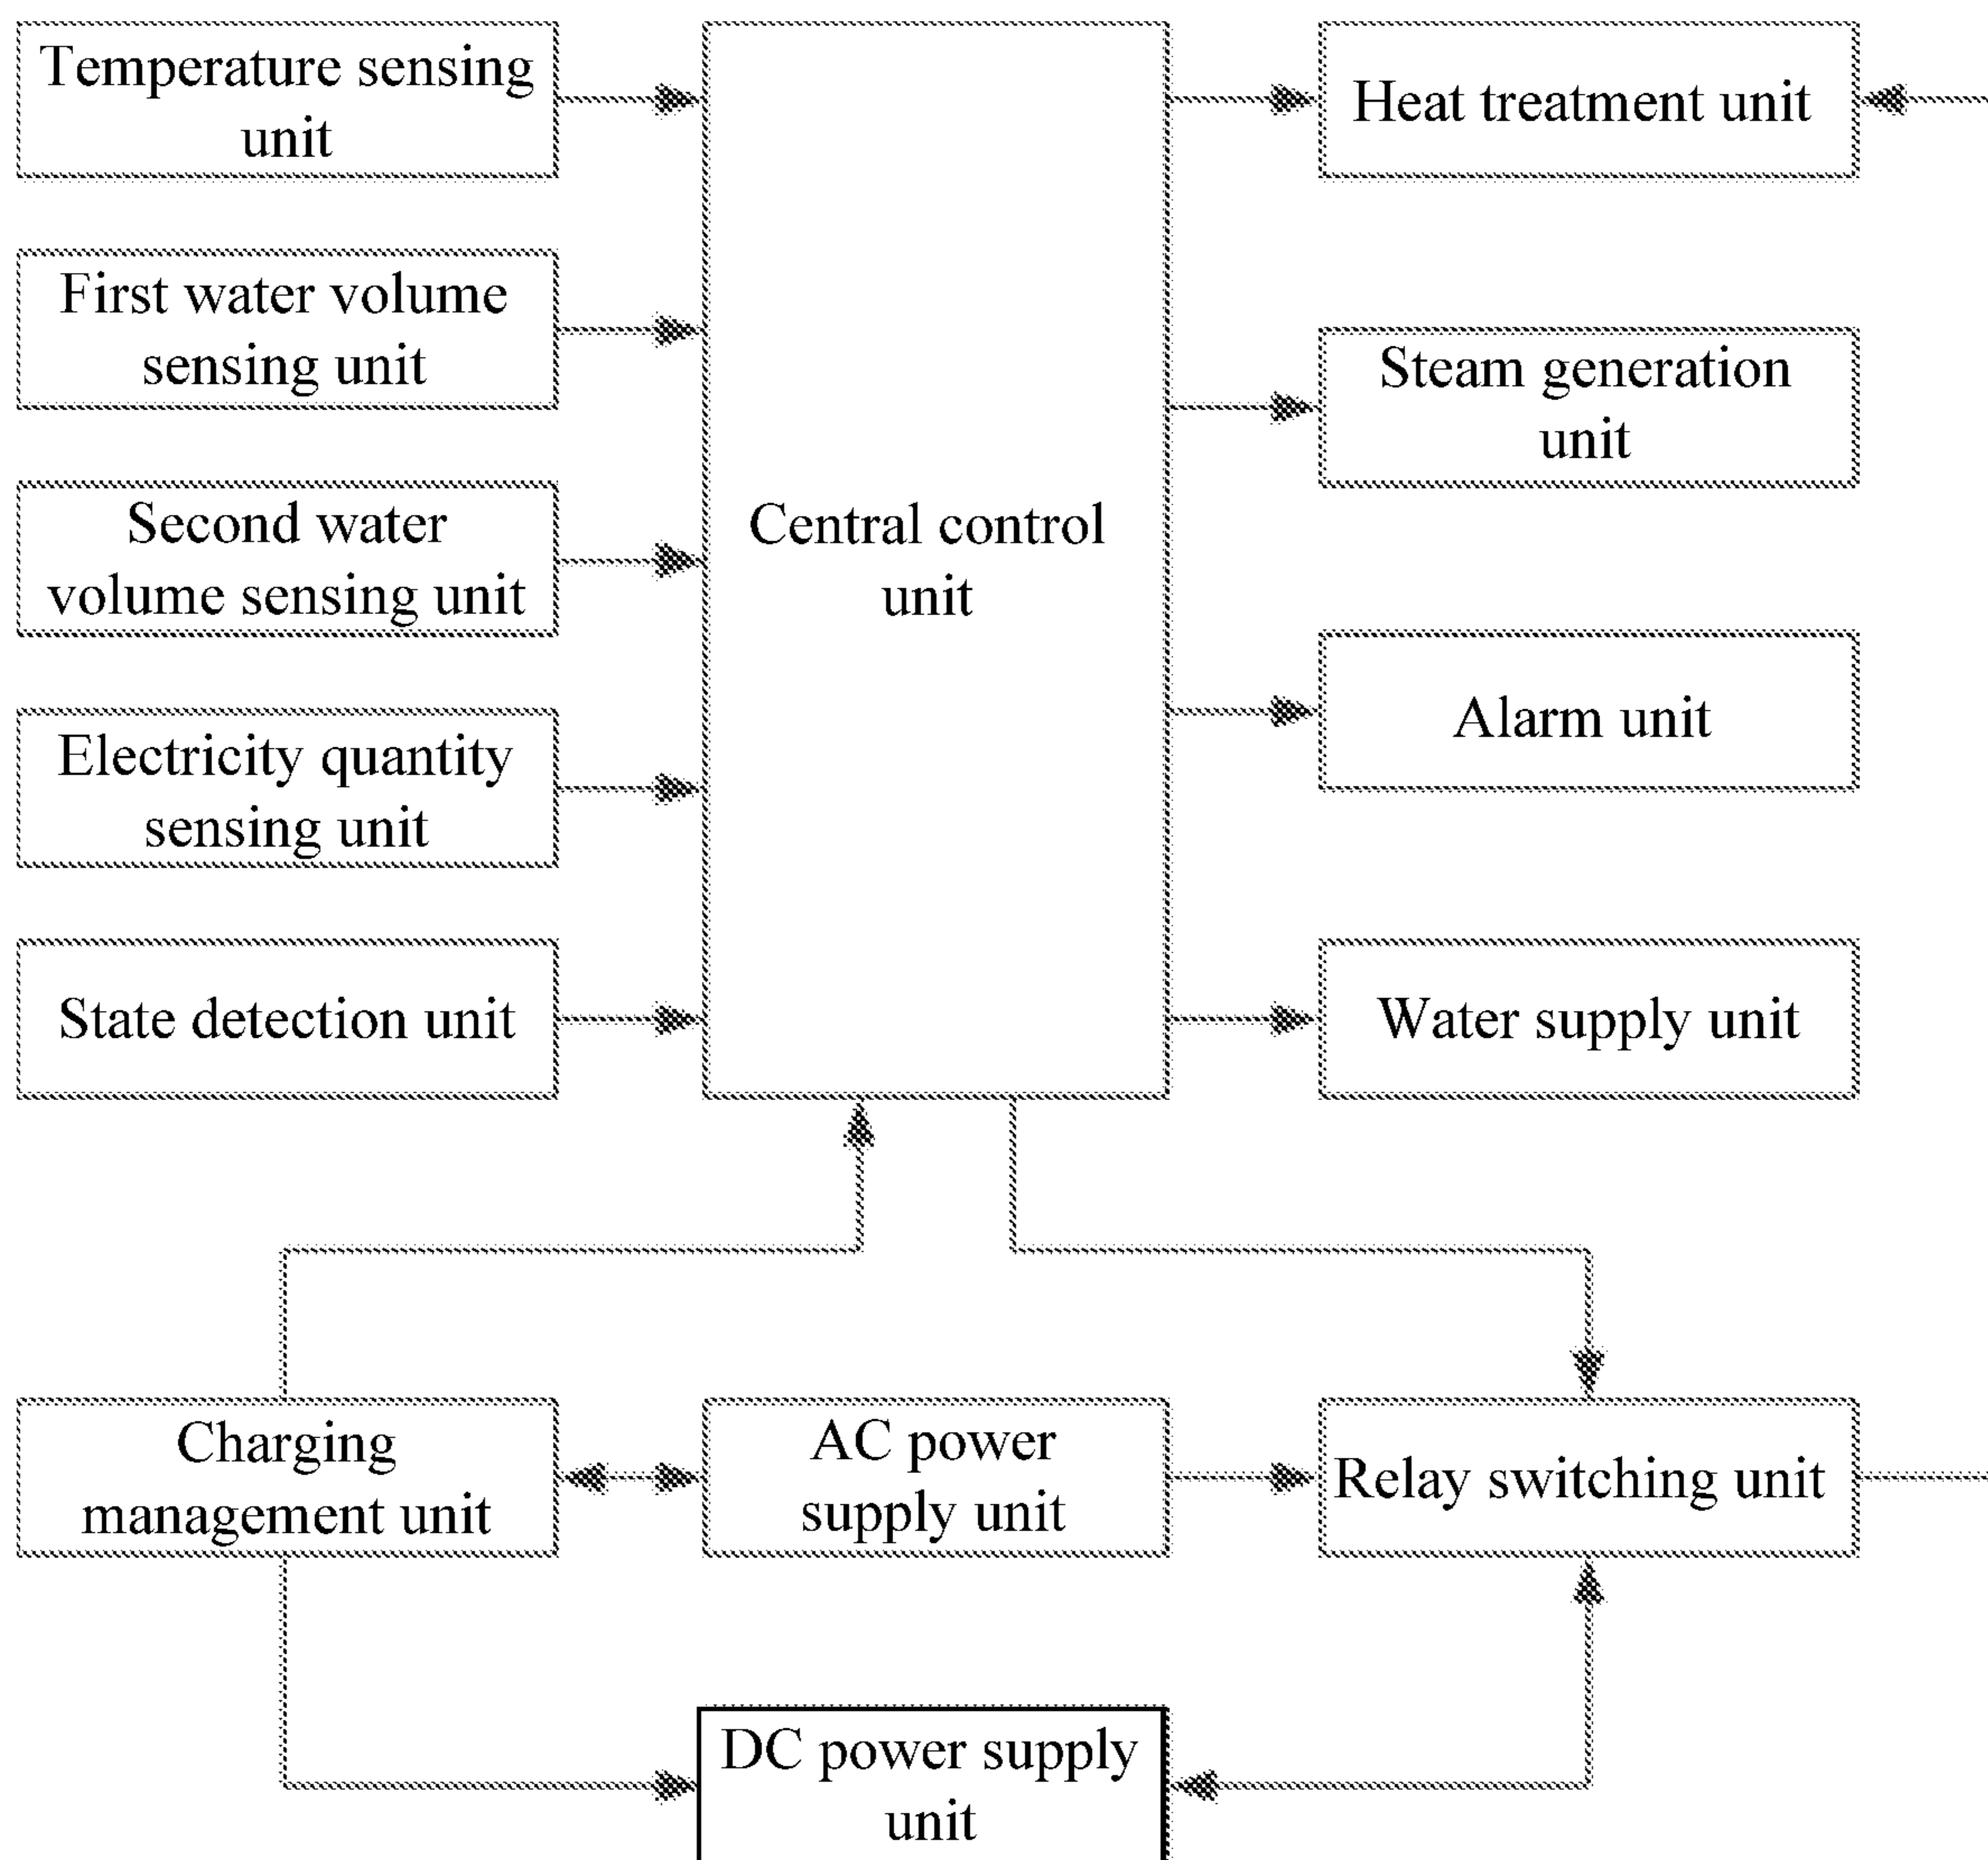 Temperature sensing
unit
First water volume
sensing unit
Second water
volume sensing unit
Electricity quantity
sensing unit
State detection unit
Central control
unit
Heat treatment unit
Steam generation
unit
Alarm unit
Water supply unit
Charging
management unit
AC power
supply unit
Relay switching unit
DC power supply
unit